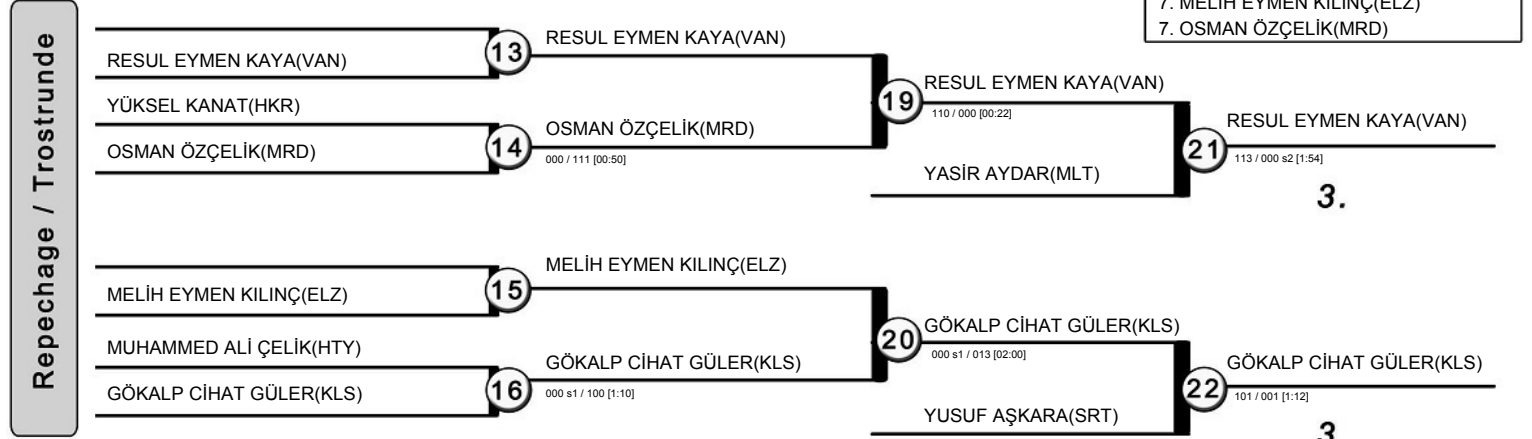 7. MELİH EYMEN KILINÇ(ELZ)
7. OSMAN ÖZÇELİK(MRD)
Repechage / Trostrunde
RESUL EYMEN KAYA(VAN)
13
RESUL EYMEN KAYA(VAN)
YÜKSEL KANAT(HKR)
OSMAN ÖZÇELİK(MRD)
14
OSMAN ÖZÇELİK(MRD)
000 / 111 [00:50]
19
RESUL EYMEN KAYA(VAN)
110 / 000 [00:22]
YASİR AYDAR(MLT)
21
RESUL EYMEN KAYA(VAN)
113 / 000 s2 [1:54]
3.
MELİH EYMEN KILINÇ(ELZ)
15
MELİH EYMEN KILINÇ(ELZ)
MUHAMMED ALİ ÇELİK(HTY)
GÖKALP CİHAT GÜLER(KLS)
16
GÖKALP CİHAT GÜLER(KLS)
000 s1 / 100 [1:10]
20
GÖKALP CİHAT GÜLER(KLS)
000 s1 / 013 [02:00]
YUSUF AŞKARA(SRT)
22
GÖKALP CİHAT GÜLER(KLS)
101 / 001 [1:12]
3